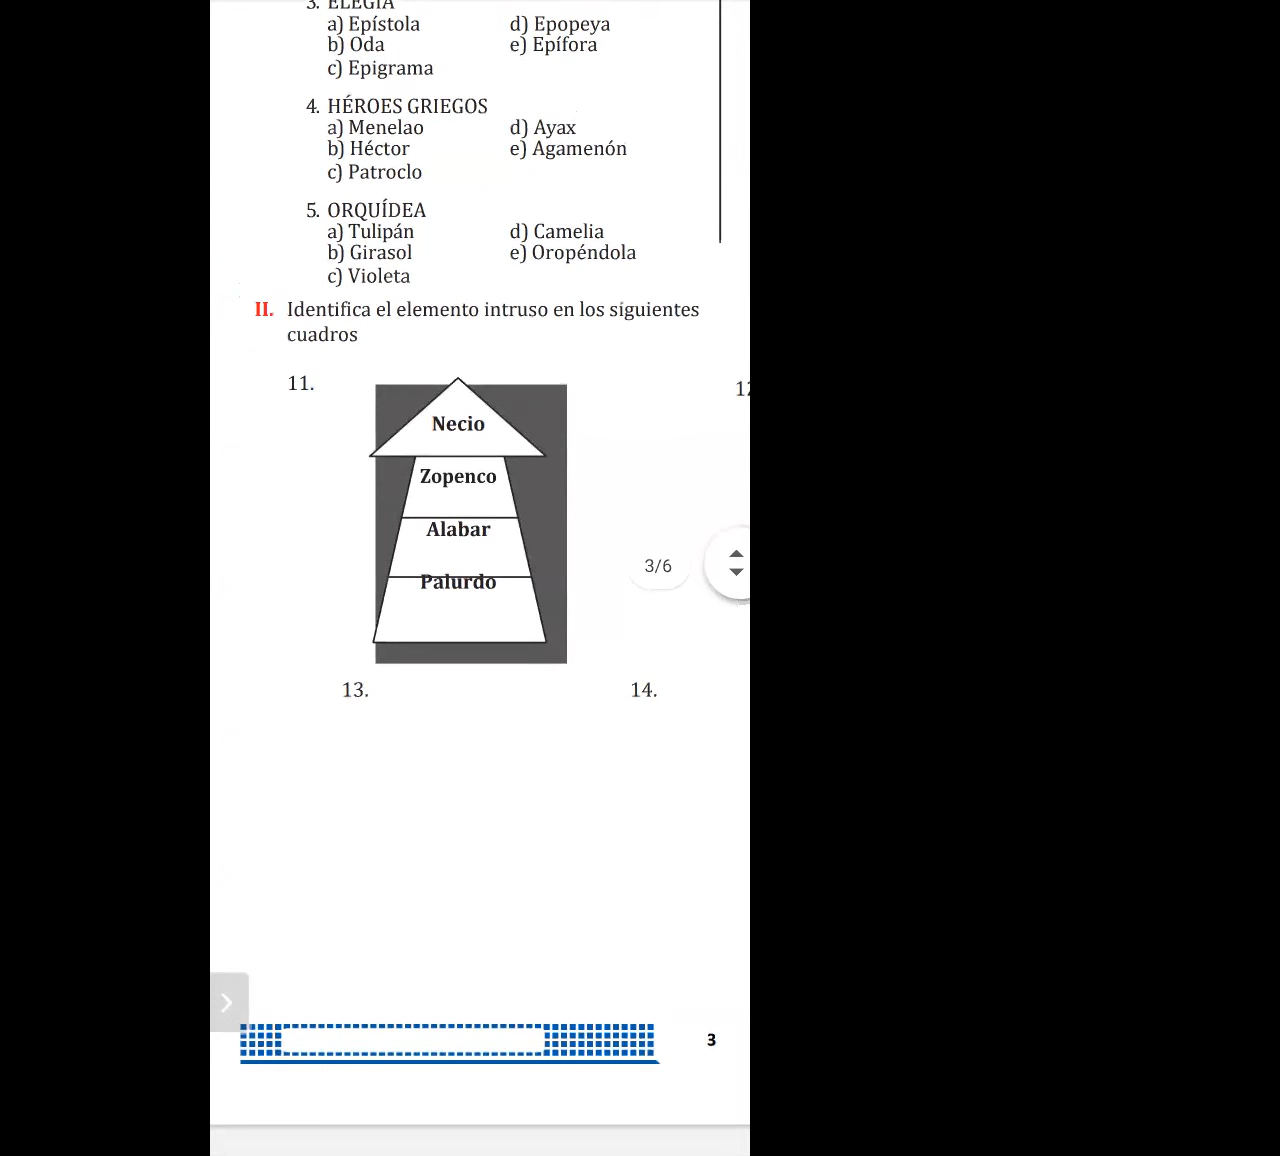 3. ELEGÍA
a) Epístola d) Epopeya
b) Oda e) Epífora
c) Epigrama
4. HÉROES GRIEGOS
a) Menelao d) Ayax
b) Héctor e) Agamenón
c) Patroclo
5. ORQUÍDEA
a) Tulipán d) Camelia
b) Girasol e) Oropéndola
c) Violeta
II. Identifica el elemento intruso en los siguientes
cuadros
11.
Necio
Zopenco
Alabar
Palurdo
3/6
13. 14.
3